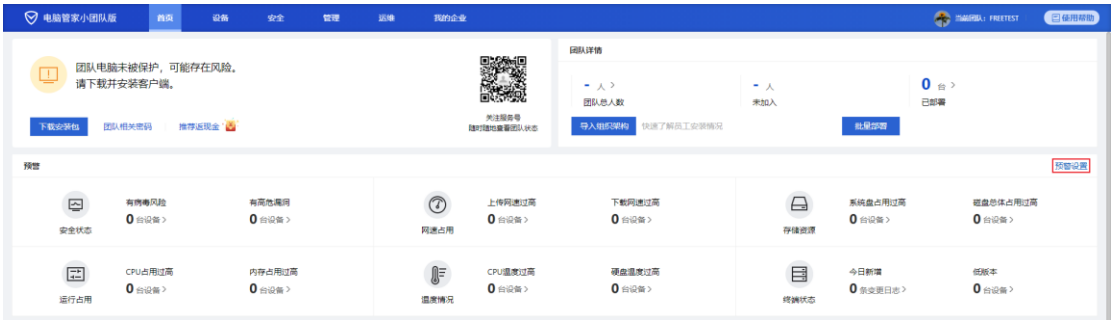 电脑管家小团队版 首页 设备 安全 管理 运维 我的企业 当前团队：FREETEST 使用帮助
团队电脑未被保护，可能存在风险。
请下载并安装客户端。
下载安装包 团队相关密码 推荐返现金
关注服务号
随时随地查看团队状态
团队详情
- 人 > - 人 0 台 >
团队总人数 未加入 已部署
导入组织架构 快速了解员工安装情况 批量部署
预警 预警设置
安全状态
有病毒风险 有高危漏洞
0 台设备 > 0 台设备 >
网速占用
上传网速过高 下载网速过高
0 台设备 > 0 台设备 >
存储资源
系统盘占用过高 磁盘总体占用过高
0 台设备 > 0 台设备 >
运行占用
CPU占用过高 内存占用过高
0 台设备 > 0 台设备 >
温度情况
CPU温度过高 硬盘温度过高
0 台设备 > 0 台设备 >
终端状态
今日新增 低版本
0 条变更日志 > 0 台设备 >